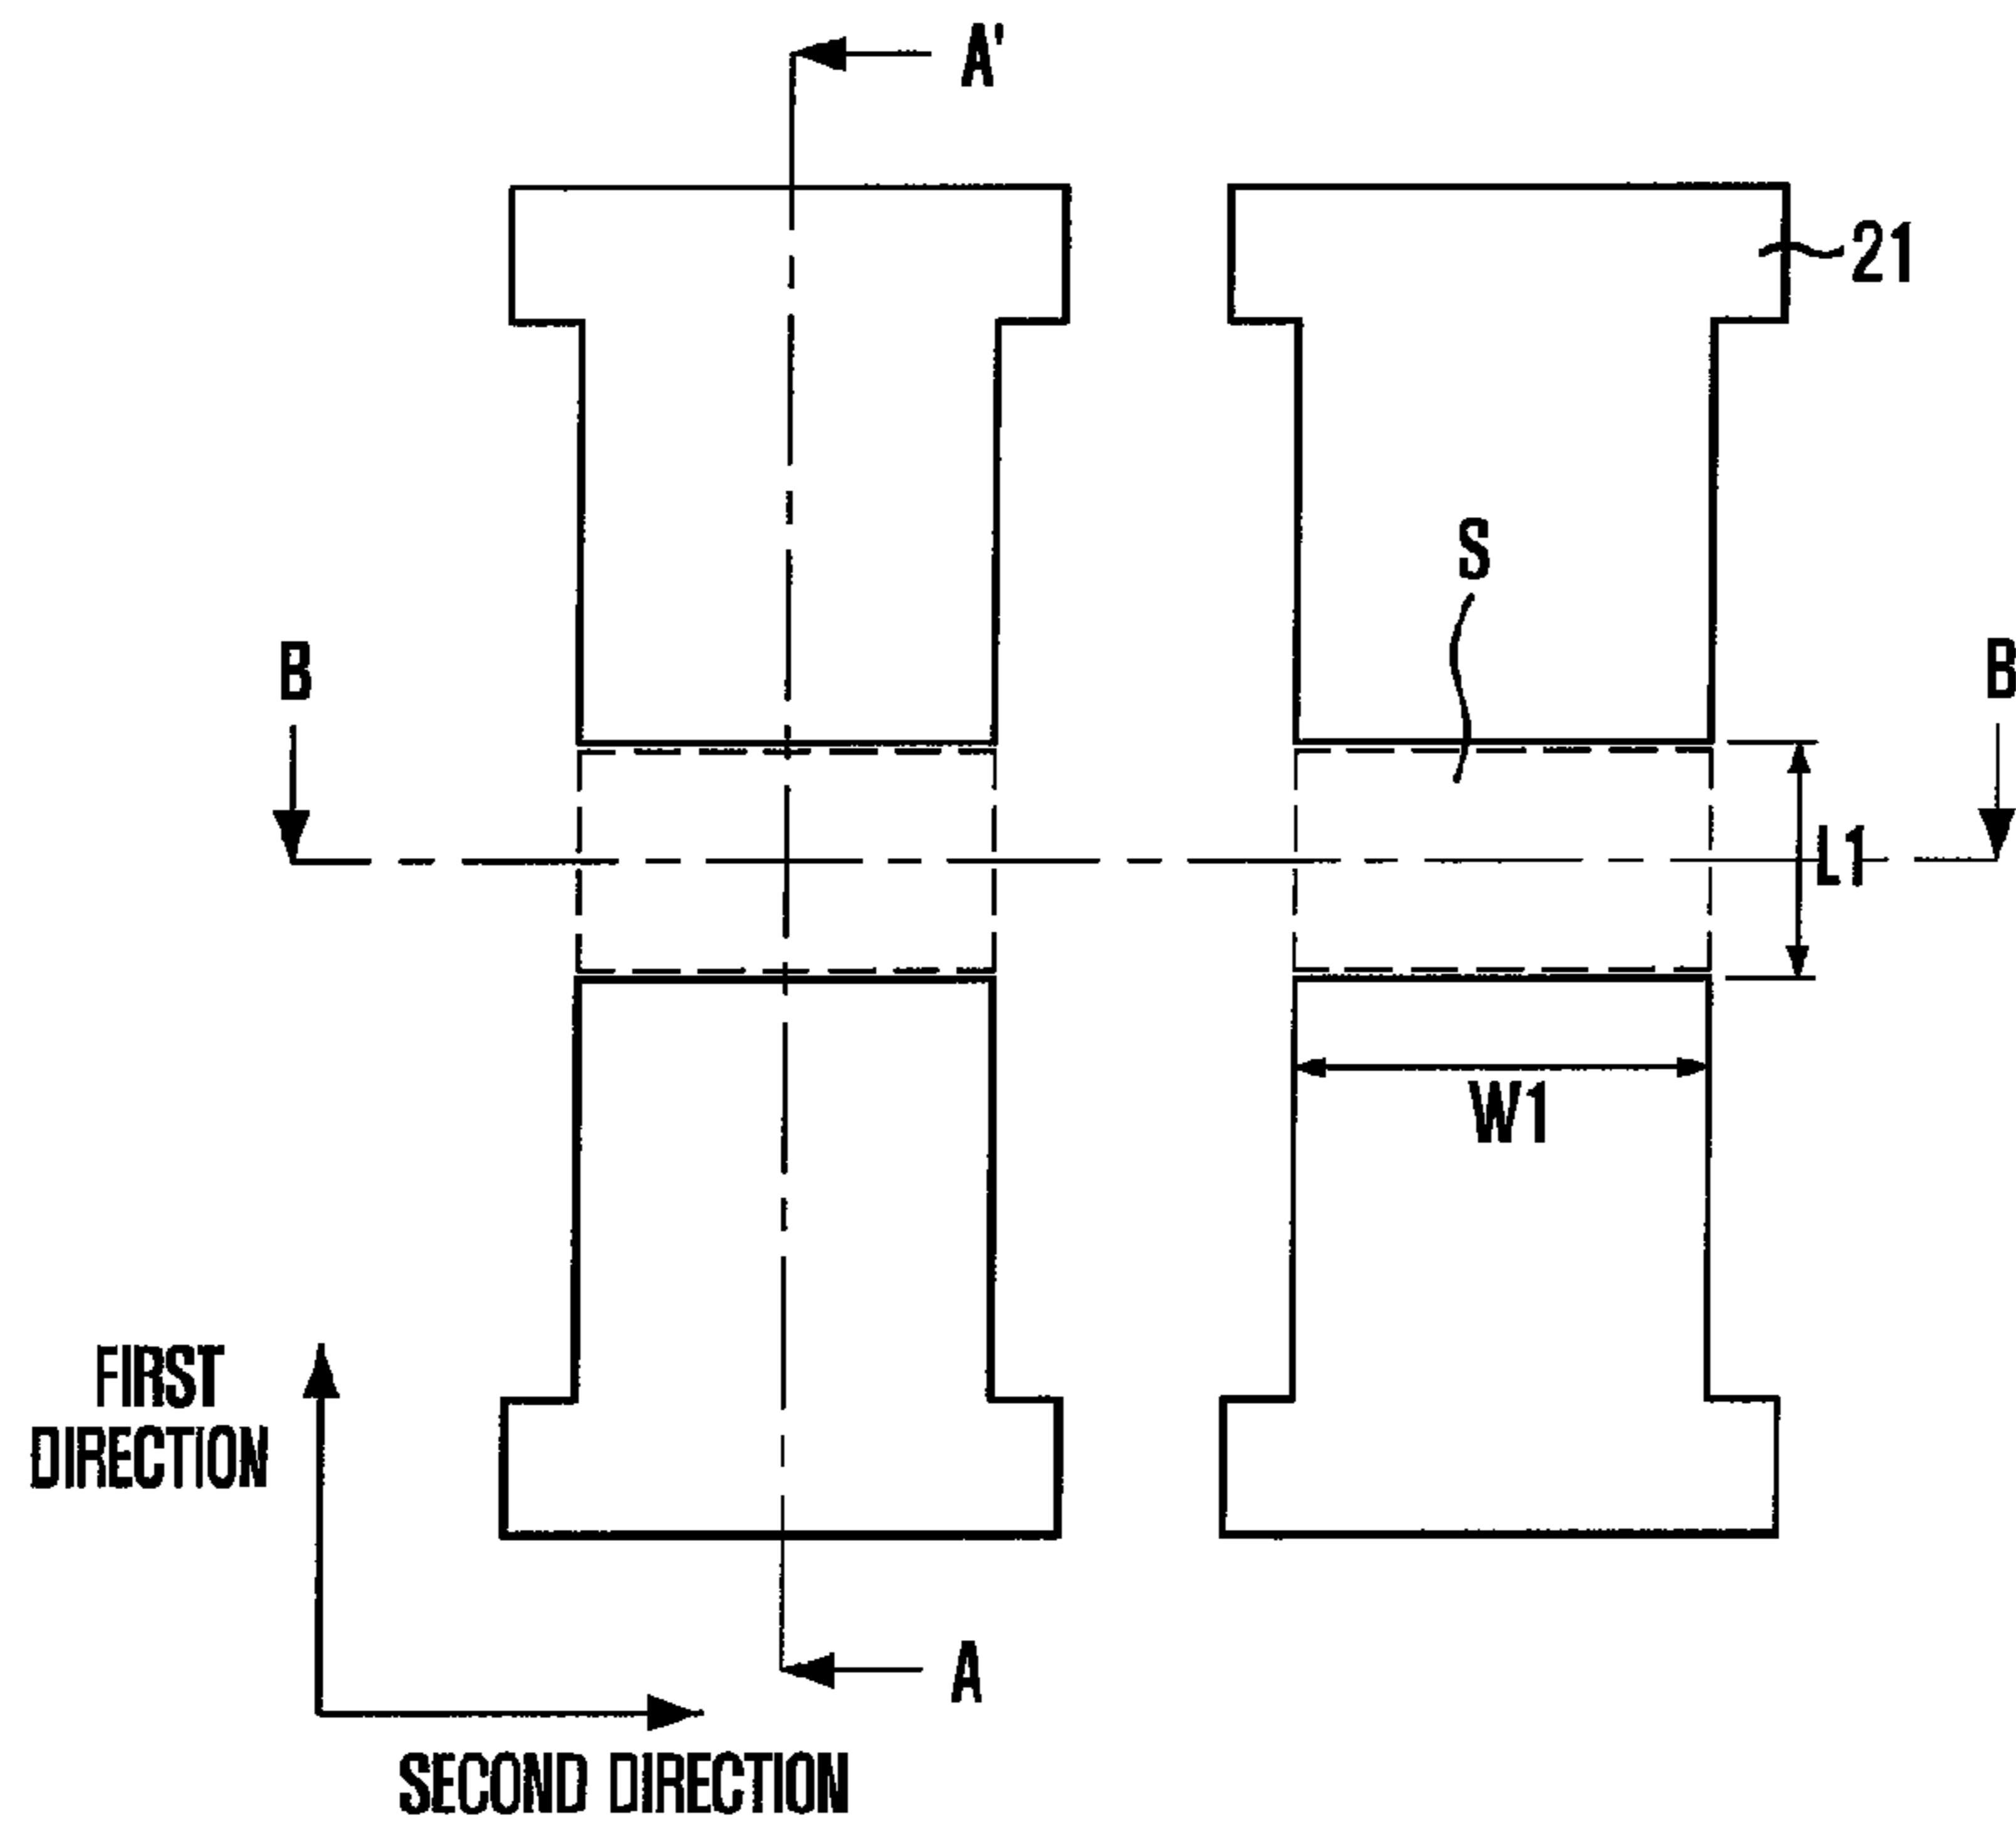 A'
21
S
B
B
L1
W1
FIRST
DIRECTION
A
SECOND DIRECTION